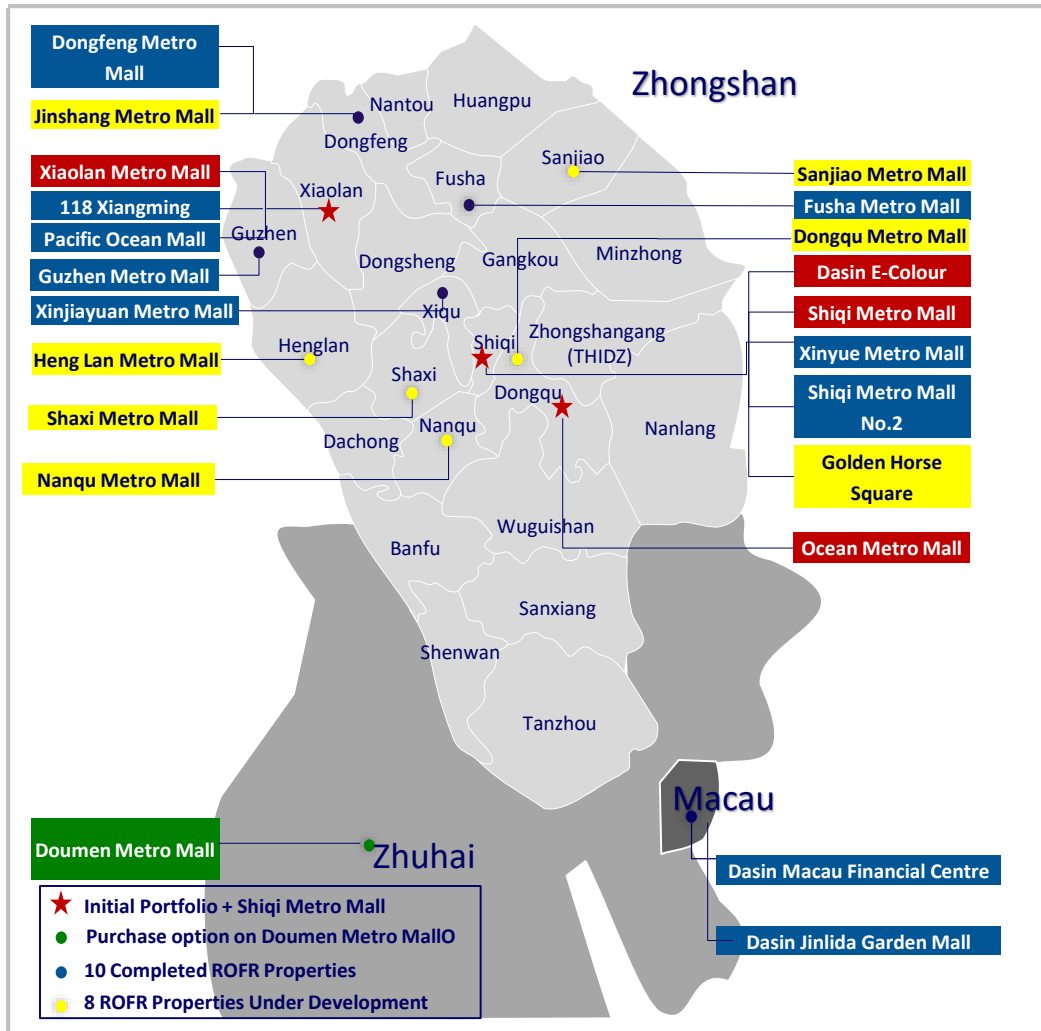 Dongfeng Metro
Mall
Jinshang Metro Mall
Xiaolan Metro Mall
118 Xiangming
Pacific Ocean Mall
Guzhen Metro Mall
Xinjiayuan Metro Mall
Heng Lan Metro Mall
Shaxi Metro Mall
Nanqu Metro Mall
Doumen Metro Mall
Zhongshan
Huangpu
Nantou
Dongfeng
Sanjiao
Fusha
Xiaolan
Guzhen
Dongsheng
Gangkou
Minzhong
Xiqu
Shiqi
Zhongshangang
(THIDZ)
Henglan
Shaxi
Dongqu
Nanqu
Nanlang
Dachong
Wuguishan
Banfu
Sanxiang
Shenwan
Tanzhou
Macau
Zhuhai
Sanjiao Metro Mall
Fusha Metro Mall
Dongqu Metro Mall
Dasin E-Colour
Shiqi Metro Mall
Xinyue Metro Mall
Shiqi Metro Mall
No.2
Golden Horse
Square
Ocean Metro Mall
Dasin Macau Financial Centre
Dasin Jinlida Garden Mall
Initial Portfolio + Shiqi Metro Mall
Purchase option on Doumen Metro MallO
10 Completed ROFR Properties
8 ROFR Properties Under Development